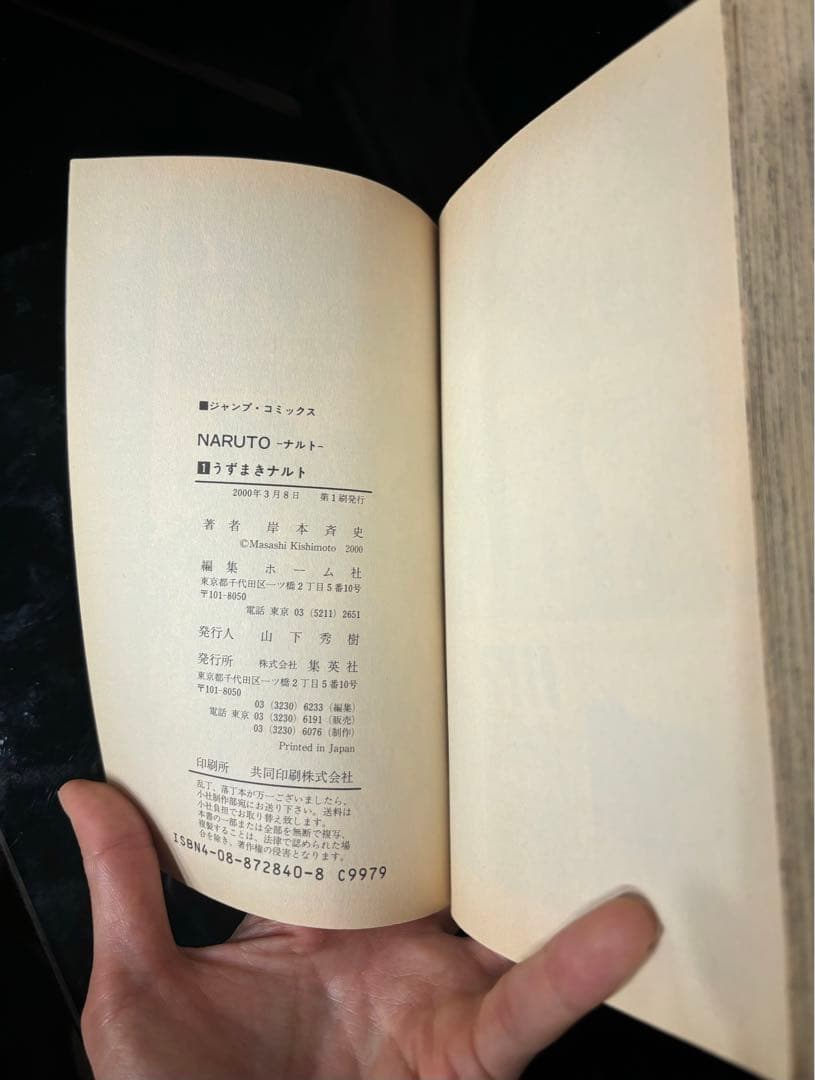 ■ジャンプ・コミックス
NARUTO -ナルト-
1 うずまきナルト
2000年3月8日 第1刷発行
著者 岸本斉史
©Masashi Kishimoto 2000
編集 ホーム社
東京都千代田区一ツ橋2丁目5番10号
〒101-8050
電話 東京 03 (5211) 2651
発行人 山下秀樹
発行所 株式会社 集英社
東京都千代田区一ツ橋2丁目5番10号
〒101-8050
03 (3230) 6233 (編集)
電話 東京 03 (3230) 6191 (販売)
03 (3230) 6076 (制作)
Printed in Japan
印刷所 共同印刷株式会社
乱丁、落丁本が万一ございましたら、
小社制作部宛にお送り下さい。送料は
小社負担でお取り替え致します。
本書の一部または全部を無断で複写、
複製することは、法律で認められた場
合を除き、著作権の侵害となります。
ISBN4-08-872840-8 C9979